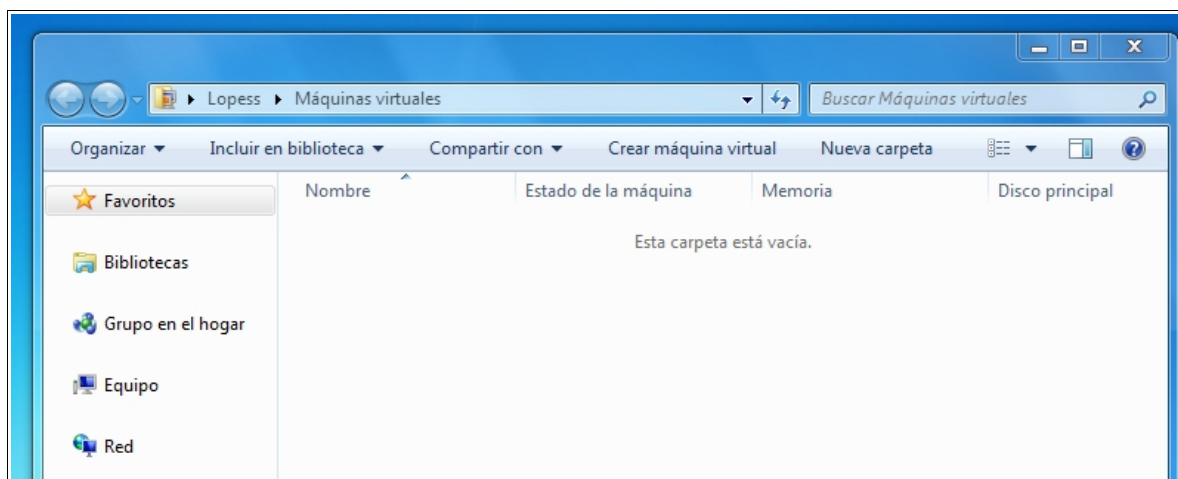 Lopess Máquinas virtuales Buscar Máquinas virtuales
Organizar Incluir en biblioteca Compartir con Crear máquina virtual Nueva carpeta
Nombre Estado de la máquina Memoria Disco principal
Esta carpeta está vacía.
Favoritos
Bibliotecas
Grupo en el hogar
Equipo
Red